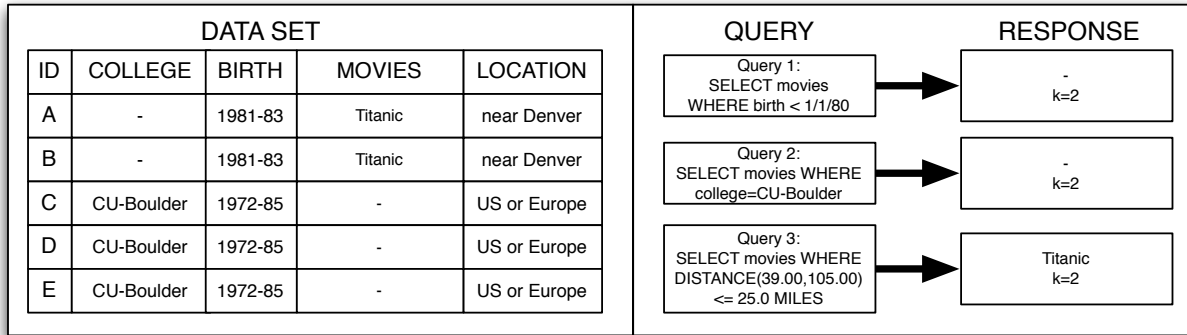 DATA SET
ID COLLEGE BIRTH MOVIES LOCATION
A - 1981-83 Titanic near Denver
B - 1981-83 Titanic near Denver
C CU-Boulder 1972-85 - US or Europe
D CU-Boulder 1972-85 - US or Europe
E CU-Boulder 1972-85 - US or Europe
QUERY RESPONSE
Query 1:
SELECT movies
WHERE birth < 1/1/80
-
k=2
Query 2:
SELECT movies WHERE
college=CU-Boulder
-
k=2
Query 3:
SELECT movies WHERE
DISTANCE(39.00,105.00)
<= 25.0 MILES
Titanic
k=2